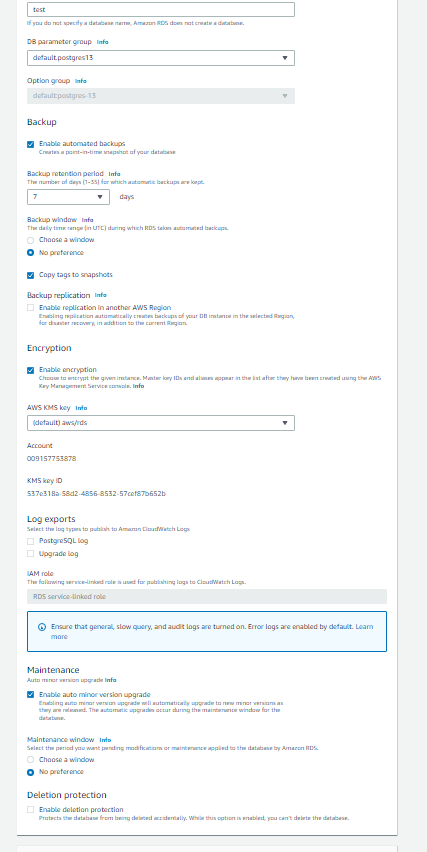 test
If you do not specify a database name, Amazon RDS does not create a database.
DB parameter group Info
default.postgres13
Option group Info
default:postgres-13
Backup
Enable automated backups
Creates a point-in-time snapshot of your database
Backup retention period Info
The number of days (1-35) for which automatic backups are kept.
7 days
Backup window Info
The daily time range (in UTC) during which RDS takes automated backups.
Choose a window
No preference
Copy tags to snapshots
Backup replication Info
Enable replication in another AWS Region
Enabling replication automatically creates backups of your DB instance in the selected Region,
for disaster recovery, in addition to the current Region.
Encryption
Enable encryption
Choose to encrypt the given instance. Master key IDs and aliases appear in the list after they have been created using the AWS
Key Management Service console. Info
AWS KMS key Info
(default) aws/rds
Account
009157753878
KMS key ID
537e318a-58d2-4856-8532-57cef87b652b
Log exports
Select the log types to publish to Amazon CloudWatch Logs
PostgreSQL log
Upgrade log
IAM role
The following service-linked role is used for publishing logs to CloudWatch Logs.
RDS service-linked role
Ensure that general, slow query, and audit logs are turned on. Error logs are enabled by default. Learn
more
Maintenance
Auto minor version upgrade Info
Enable auto minor version upgrade
Enabling auto minor version upgrade will automatically upgrade to new minor versions as
they are released. The automatic upgrades occur during the maintenance window for the
database.
Maintenance window Info
Select the period you want pending modifications or maintenance applied to the database by Amazon RDS.
Choose a window
No preference
Deletion protection
Enable deletion protection
Protects the database from being deleted accidentally. While this option is enabled, you can't delete the database.